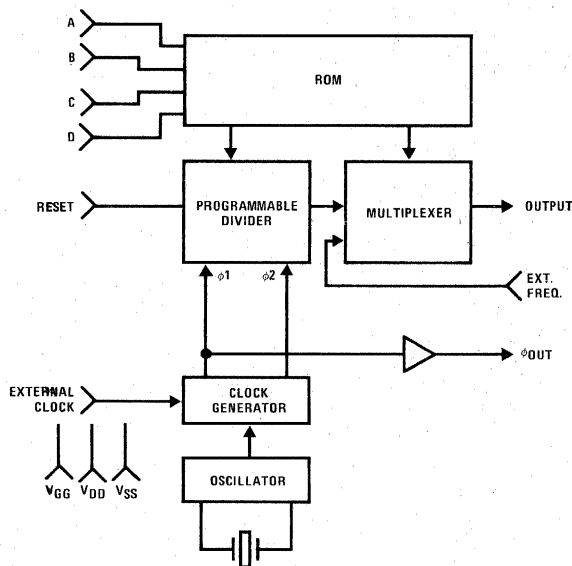 A
B
C
D
ROM
RESET
PROGRAMMABLE
DIVIDER
MULTIPLEXER
OUTPUT
ϕ1
ϕ2
EXT.
FREQ.
ϕOUT
EXTERNAL
CLOCK
CLOCK
GENERATOR
VGG
VDD
VSS
OSCILLATOR